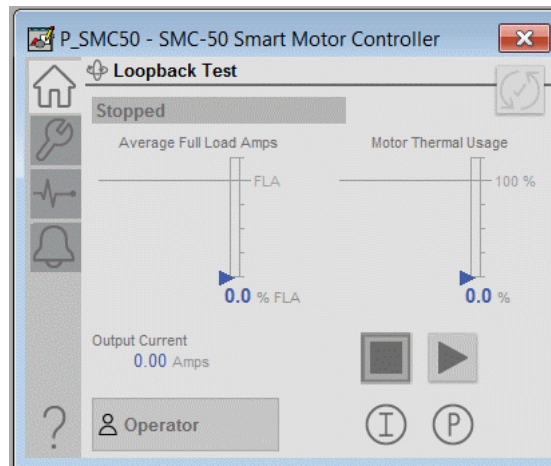 P_SMC50 - SMC-50 Smart Motor Controller
Loopback Test
Stopped
Average Full Load Amps
Motor Thermal Usage
FLA
100 %
0.0 % FLA
0.0 %
Output Current
0.00 Amps
Operator
I
P
?